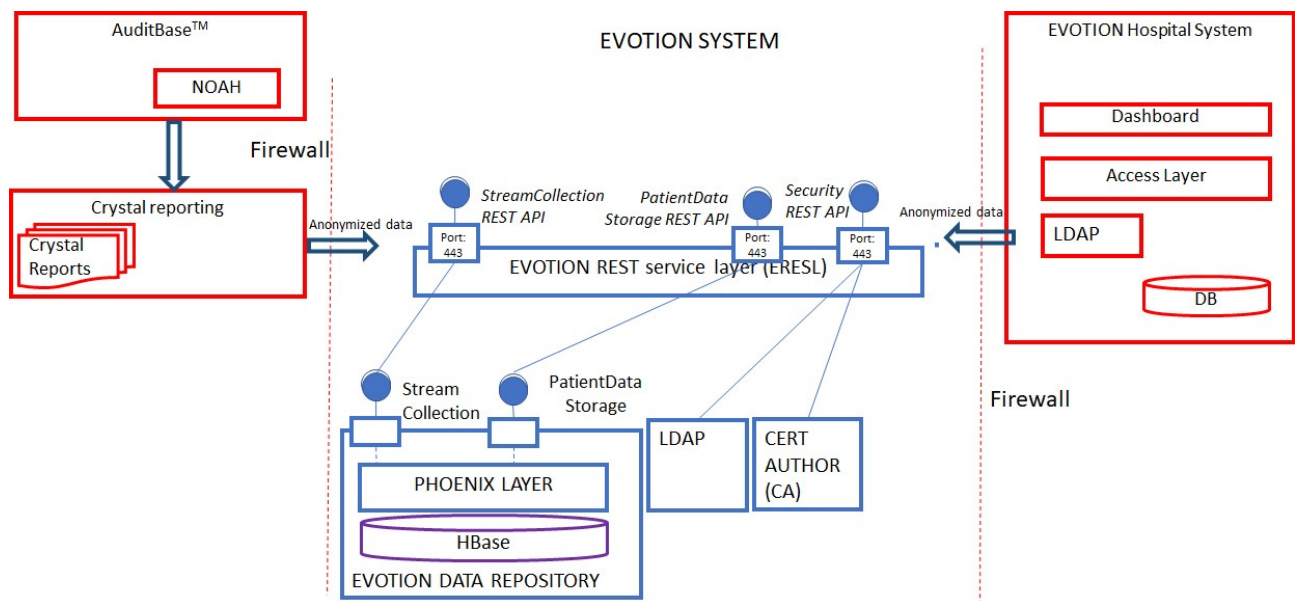 AuditBase™
NOAH
Firewall
Crystal reporting
Crystal
Reports
Anonymized data
EVOTION SYSTEM
StreamCollection
REST API
PatientData
Storage REST API
Security
REST API
Port:
443
Port:
443
Port:
443
EVOTION REST service layer (ERESL)
Anonymized data
EVOTION Hospital System
Dashboard
Access Layer
LDAP
DB
Firewall
Stream
Collection
PatientData
Storage
LDAP
CERT
AUTHOR
(CA)
PHOENIX LAYER
HBase
EVOTION DATA REPOSITORY